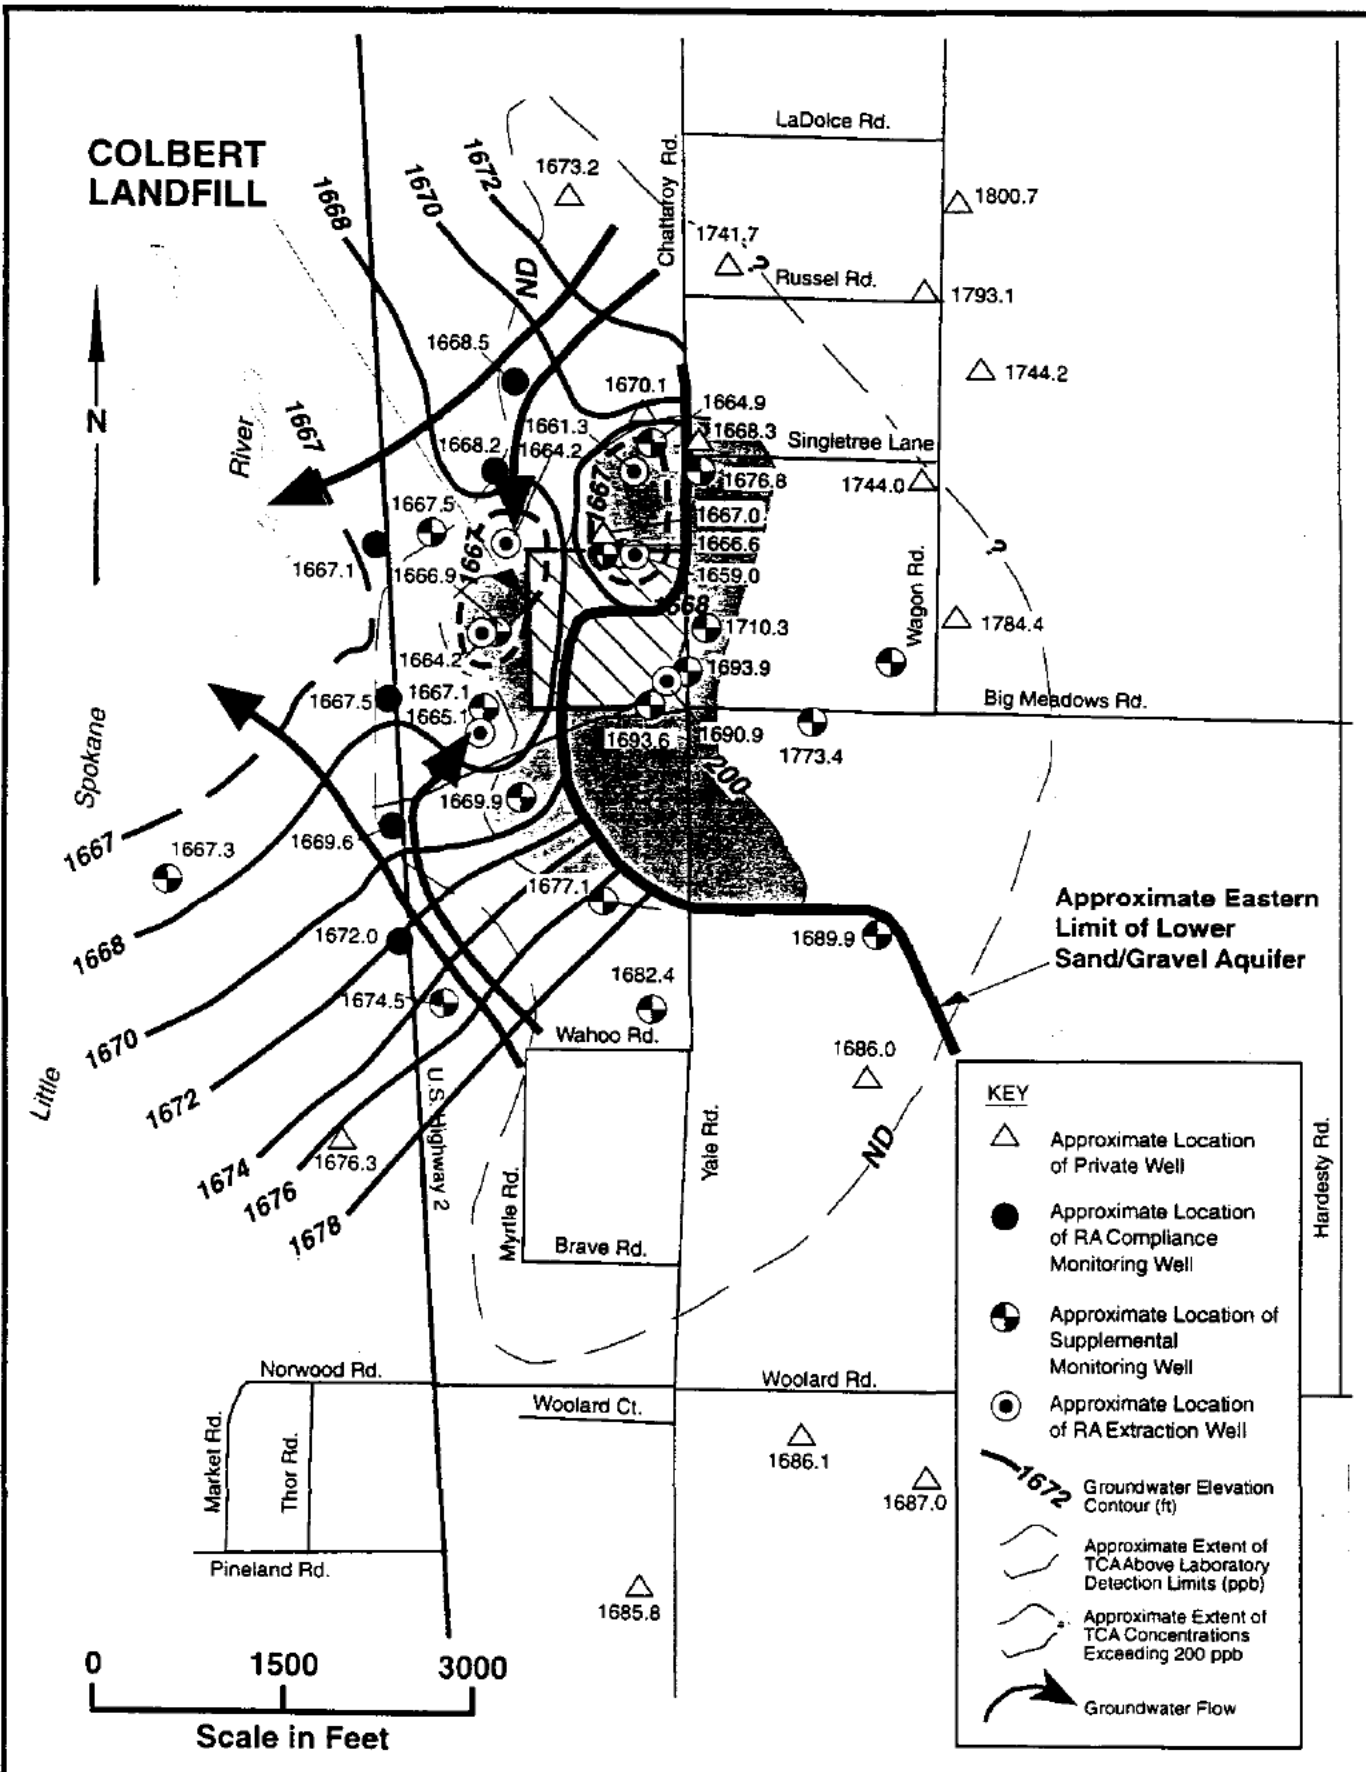 LaDolce Rd.
COLBERT
LANDFILL
1668
1670
1672
1673.2
Chattaroy Rd.
1800.7
1741.7
?
Russel Rd.
1793.1
ND
1668.5
1670.1
1744.2
N
River
1667
1664.9
1661.3
1668.3
Singletree Lane
1668.2
1664.2
1676.8
1744.0
1667.5
1667
1667.0
1667
1666.6
?
1667.1
1666.9
1659.0
Wagon Rd.
1668
1710.3
1784.4
1664.2
1693.9
1667.5
1667.1
1665.1
Big Meadows Rd.
1693.6
1690.9
1773.4
Spokane
200
1669.9
1667
1667.3
1669.6
1677.1
Approximate Eastern
Limit of Lower
Sand/Gravel Aquifer
1672.0
1689.9
1668
1682.4
1674.5
1670
Wahoo Rd.
1686.0
Little
1672
U.S. Highway 2
KEY
Approximate Location
of Private Well
Yale Rd.
ND
Hardesty Rd.
1676.3
1674
1676
1678
Myrtle Rd.
Brave Rd.
Approximate Location
of RA Compliance
Monitoring Well
Approximate Location of
Supplemental
Monitoring Well
Norwood Rd.
Woolard Rd.
Woolard Ct.
Approximate Location
of RA Extraction Well
Market Rd.
Thor Rd.
1686.1
1687.0
1672
Groundwater Elevation
Contour (ft)
Pineland Rd.
Approximate Extent of
TCA Above Laboratory
Detection Limits (ppb)
1685.8
Approximate Extent of
TCA Concentrations
Exceeding 200 ppb
0 1500 3000
Groundwater Flow
Scale in Feet